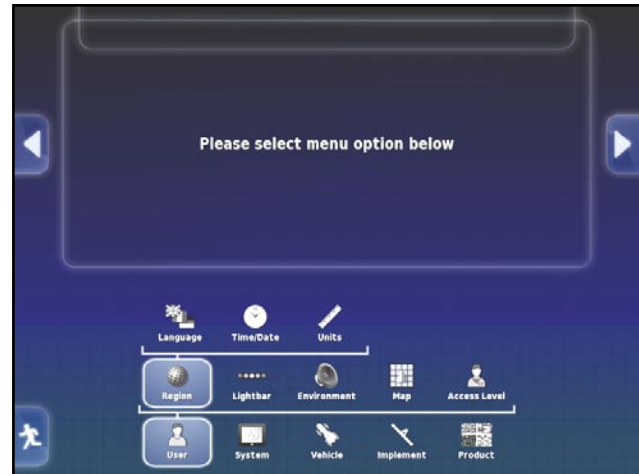 Please select menu option below
Language Time/Date Units
Region Lightbar Environment Map Access Level
User System Vehicle Implement Product